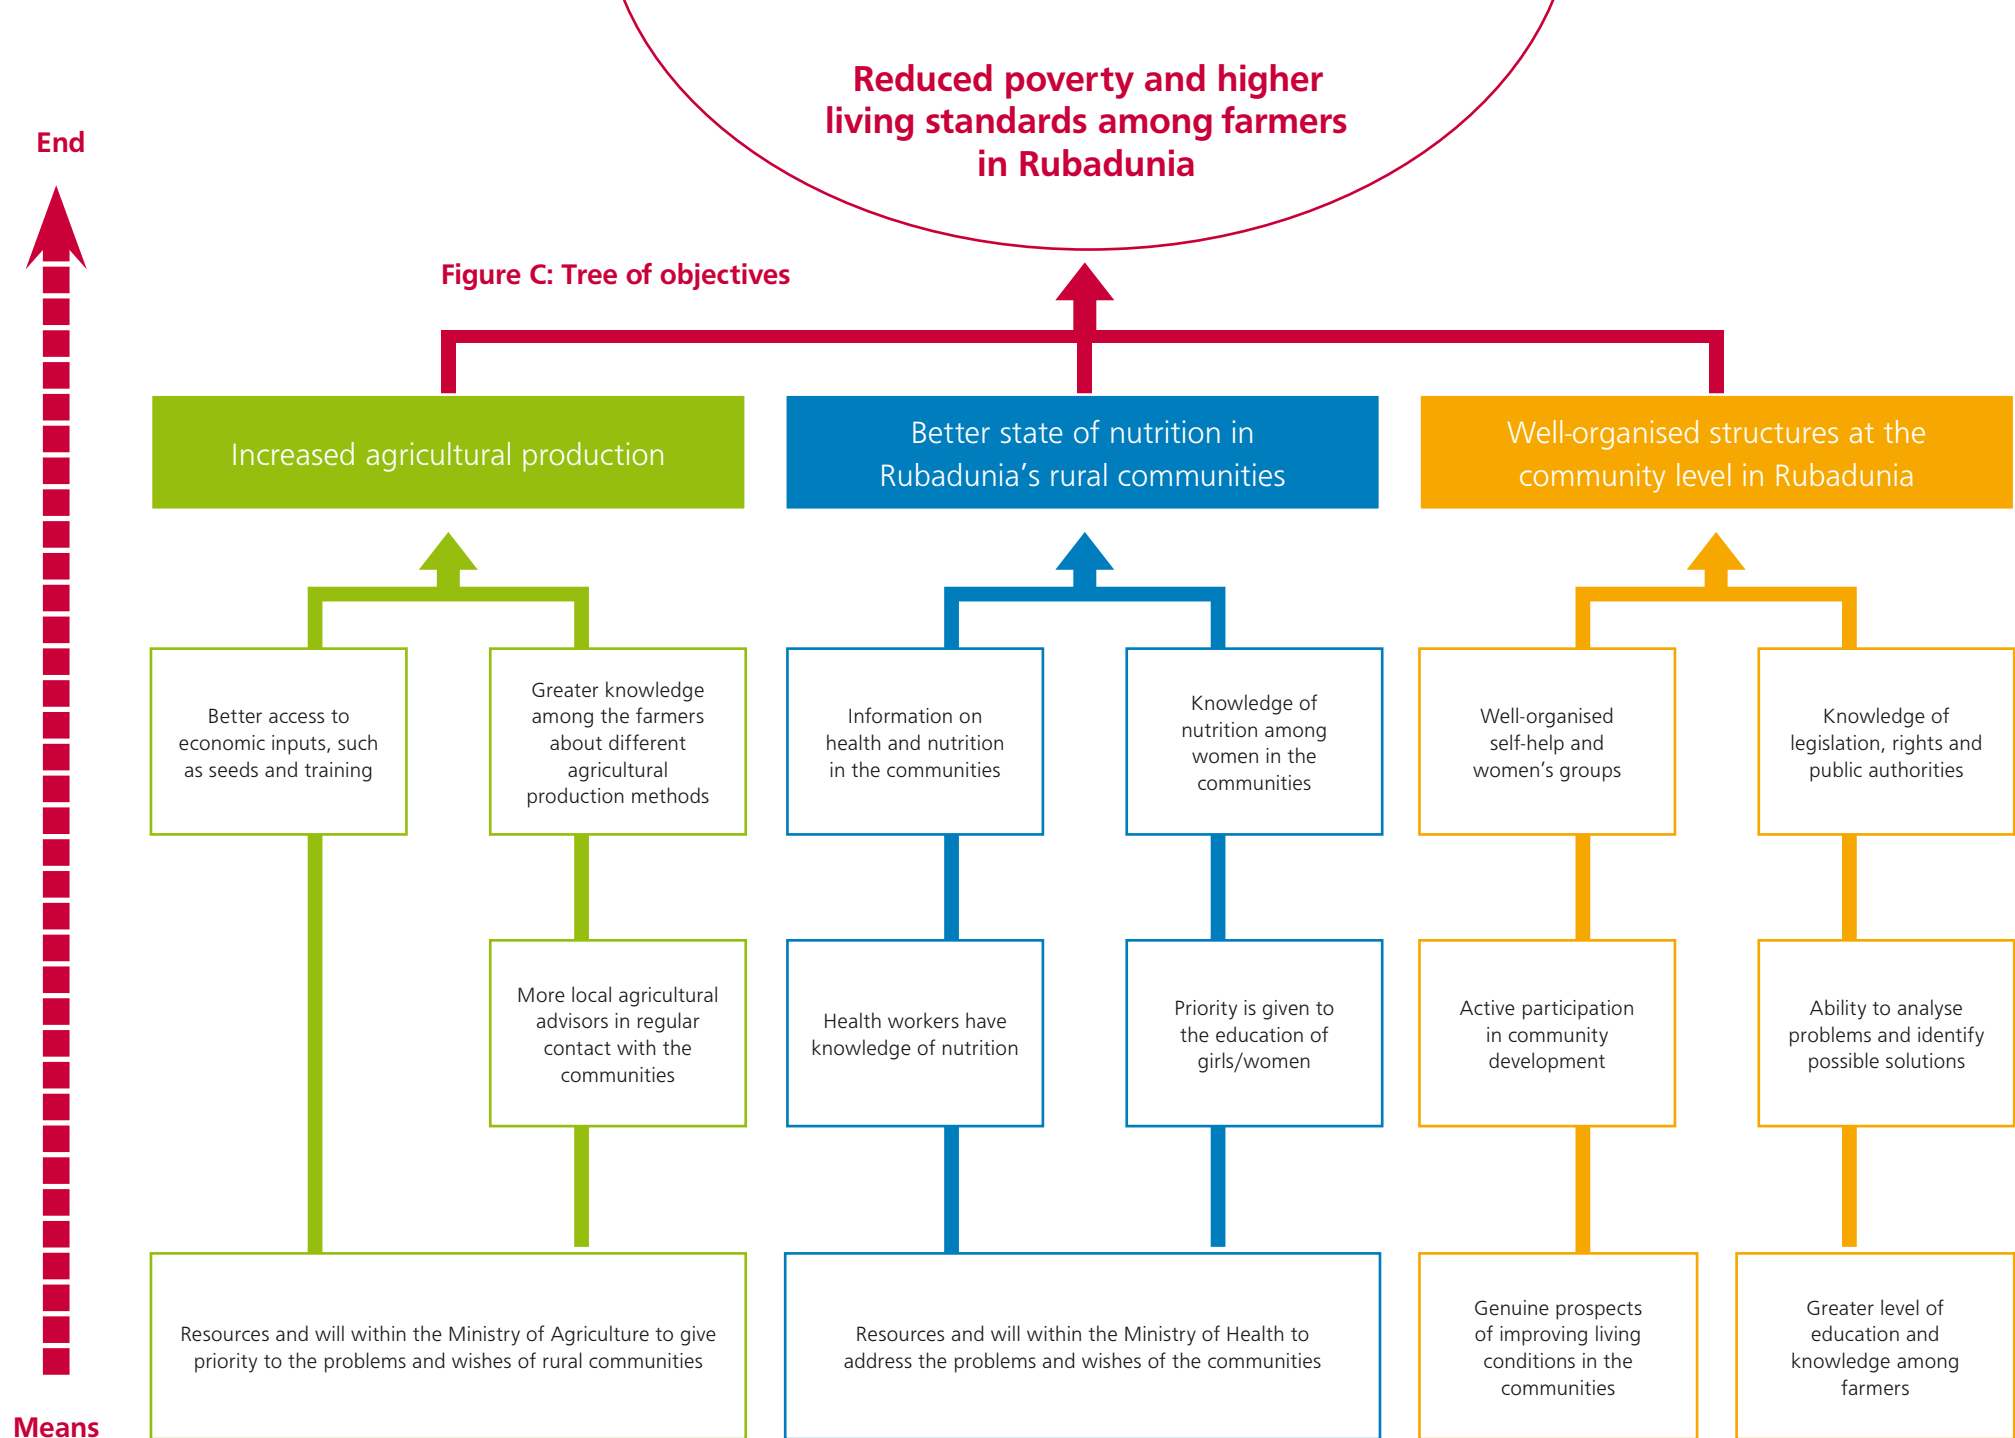 Reduced poverty and higher
living standards among farmers
in Rubadunia
End
Figure C: Tree of objectives
Increased agricultural production
Better state of nutrition in
Rubadunia's rural communities
Well-organised structures at the
community level in Rubadunia
Better access to
economic inputs, such
as seeds and training
Greater knowledge
among the farmers
about different
agricultural
production methods
Information on
health and nutrition
in the communities
Knowledge of
nutrition among
women in the
communities
Well-organised
self-help and
women's groups
Knowledge of
legislation, rights and
public authorities
More local agricultural
advisors in regular
contact with the
communities
Health workers have
knowledge of nutrition
Priority is given to
the education of
girls/women
Active participation
in community
development
Ability to analyse
problems and identify
possible solutions
Resources and will within the Ministry of Agriculture to give
priority to the problems and wishes of rural communities
Resources and will within the Ministry of Health to
address the problems and wishes of the communities
Genuine prospects
of improving living
conditions in the
communities
Greater level of
education and
knowledge among
farmers
Means